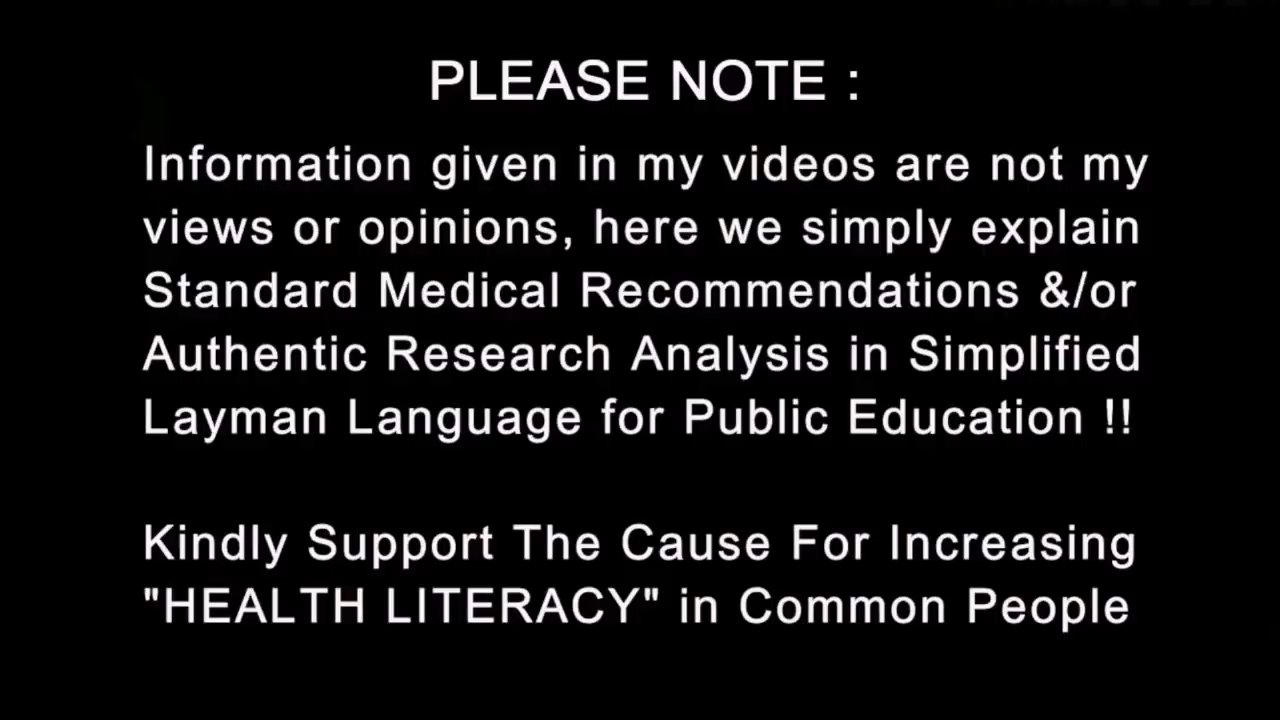 PLEASE NOTE :
Information given in my videos are not my
views or opinions, here we simply explain
Standard Medical Recommendations &/or
Authentic Research Analysis in Simplified
Layman Language for Public Education !!
Kindly Support The Cause For Increasing
"HEALTH LITERACY" in Common People